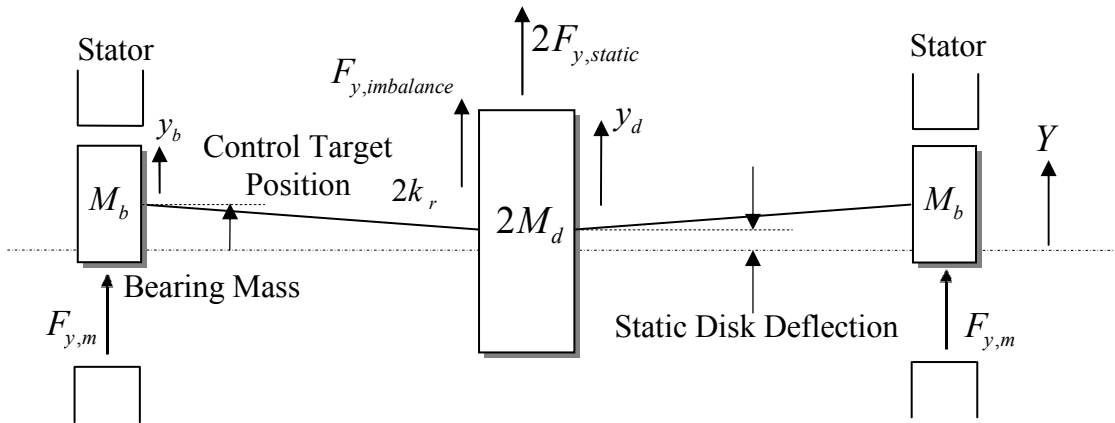 Stator
2F_{y,static}
Stator
F_{y,imbalance}
y_b
y_d
Y
Control Target
Position
2k_r
M_b
2M_d
M_b
Bearing Mass
F_{y,m}
Static Disk Deflection
F_{y,m}